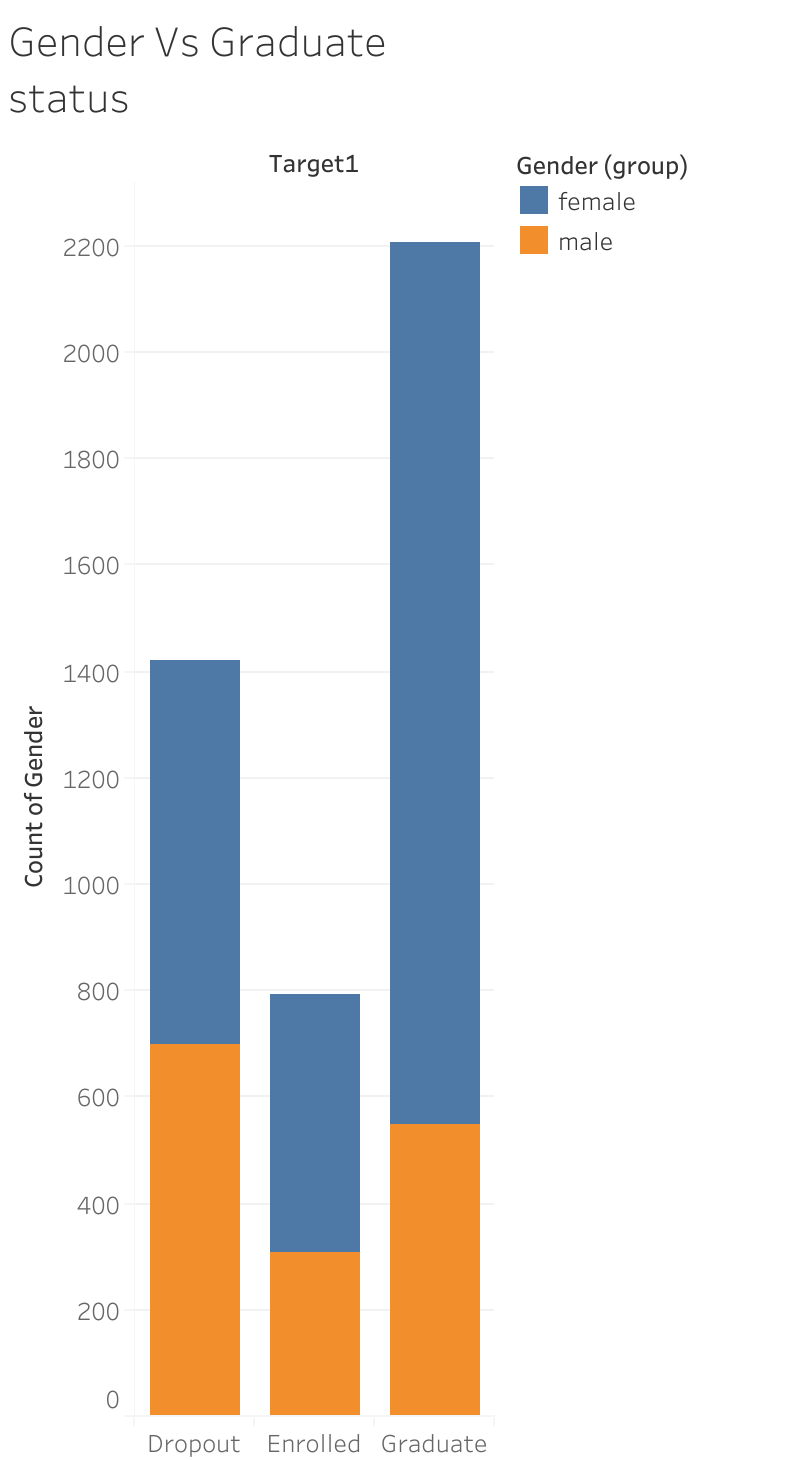 Gender Vs Graduate
status
Target1
Gender (group)
female
male
2200
2000
1800
1600
1400
1200
1000
800
600
400
200
0
Count of Gender
Dropout Enrolled Graduate